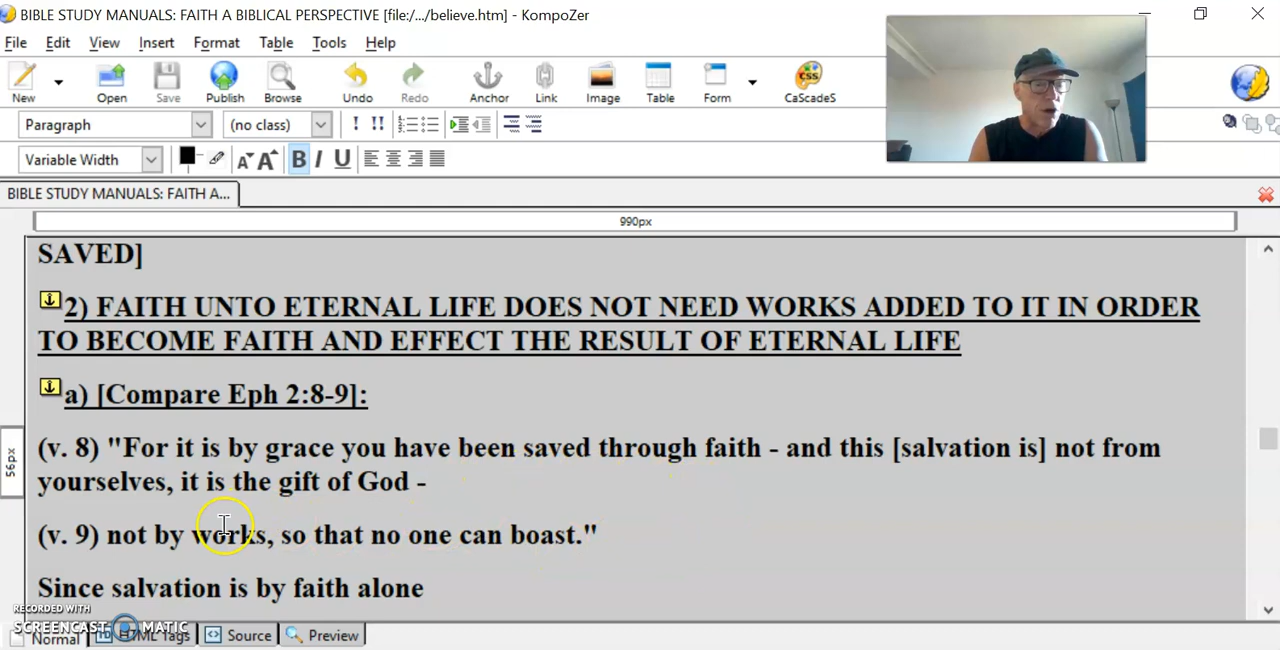 BIBLE STUDY MANUALS: FAITH A BIBLICAL PERSPECTIVE [file:/.../believe.htm] - KompoZer
File Edit View Insert Format Table Tools Help
New Open Save Publish Browse Undo Redo Anchor Link Image Table Form CaScadeS
Paragraph (no class) ! !!
Variable Width A A B I U
BIBLE STUDY MANUALS: FAITH A...
990px
SAVED]
2) FAITH UNTO ETERNAL LIFE DOES NOT NEED WORKS ADDED TO IT IN ORDER
TO BECOME FAITH AND EFFECT THE RESULT OF ETERNAL LIFE
a) [Compare Eph 2:8-9]:
(v. 8) "For it is by grace you have been saved through faith - and this [salvation is] not from
56px
yourselves, it is the gift of God -
(v. 9) not by works, so that no one can boast."
Since salvation is by faith alone
RECORDED WITH
SCREENCAST MATIC
Normal HTML Tags Source Preview